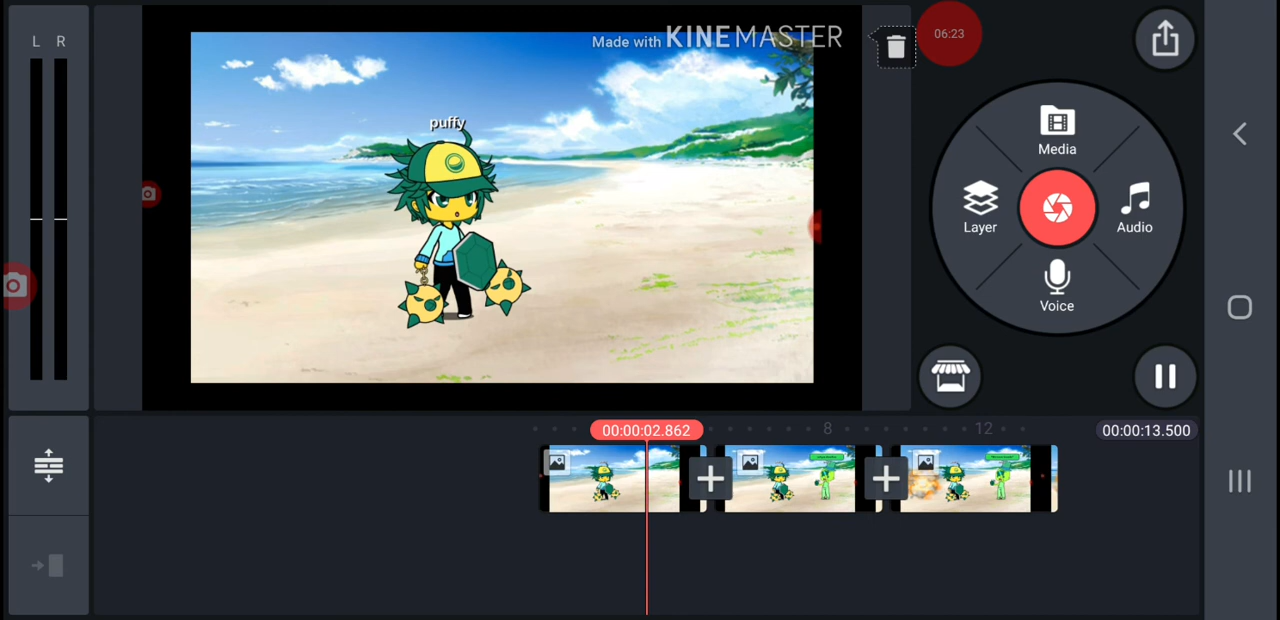 L R
Made with KINEMASTER
06:23
puffy
Media
Layer
Audio
Voice
00:00:02.862
8
12
00:00:13.500